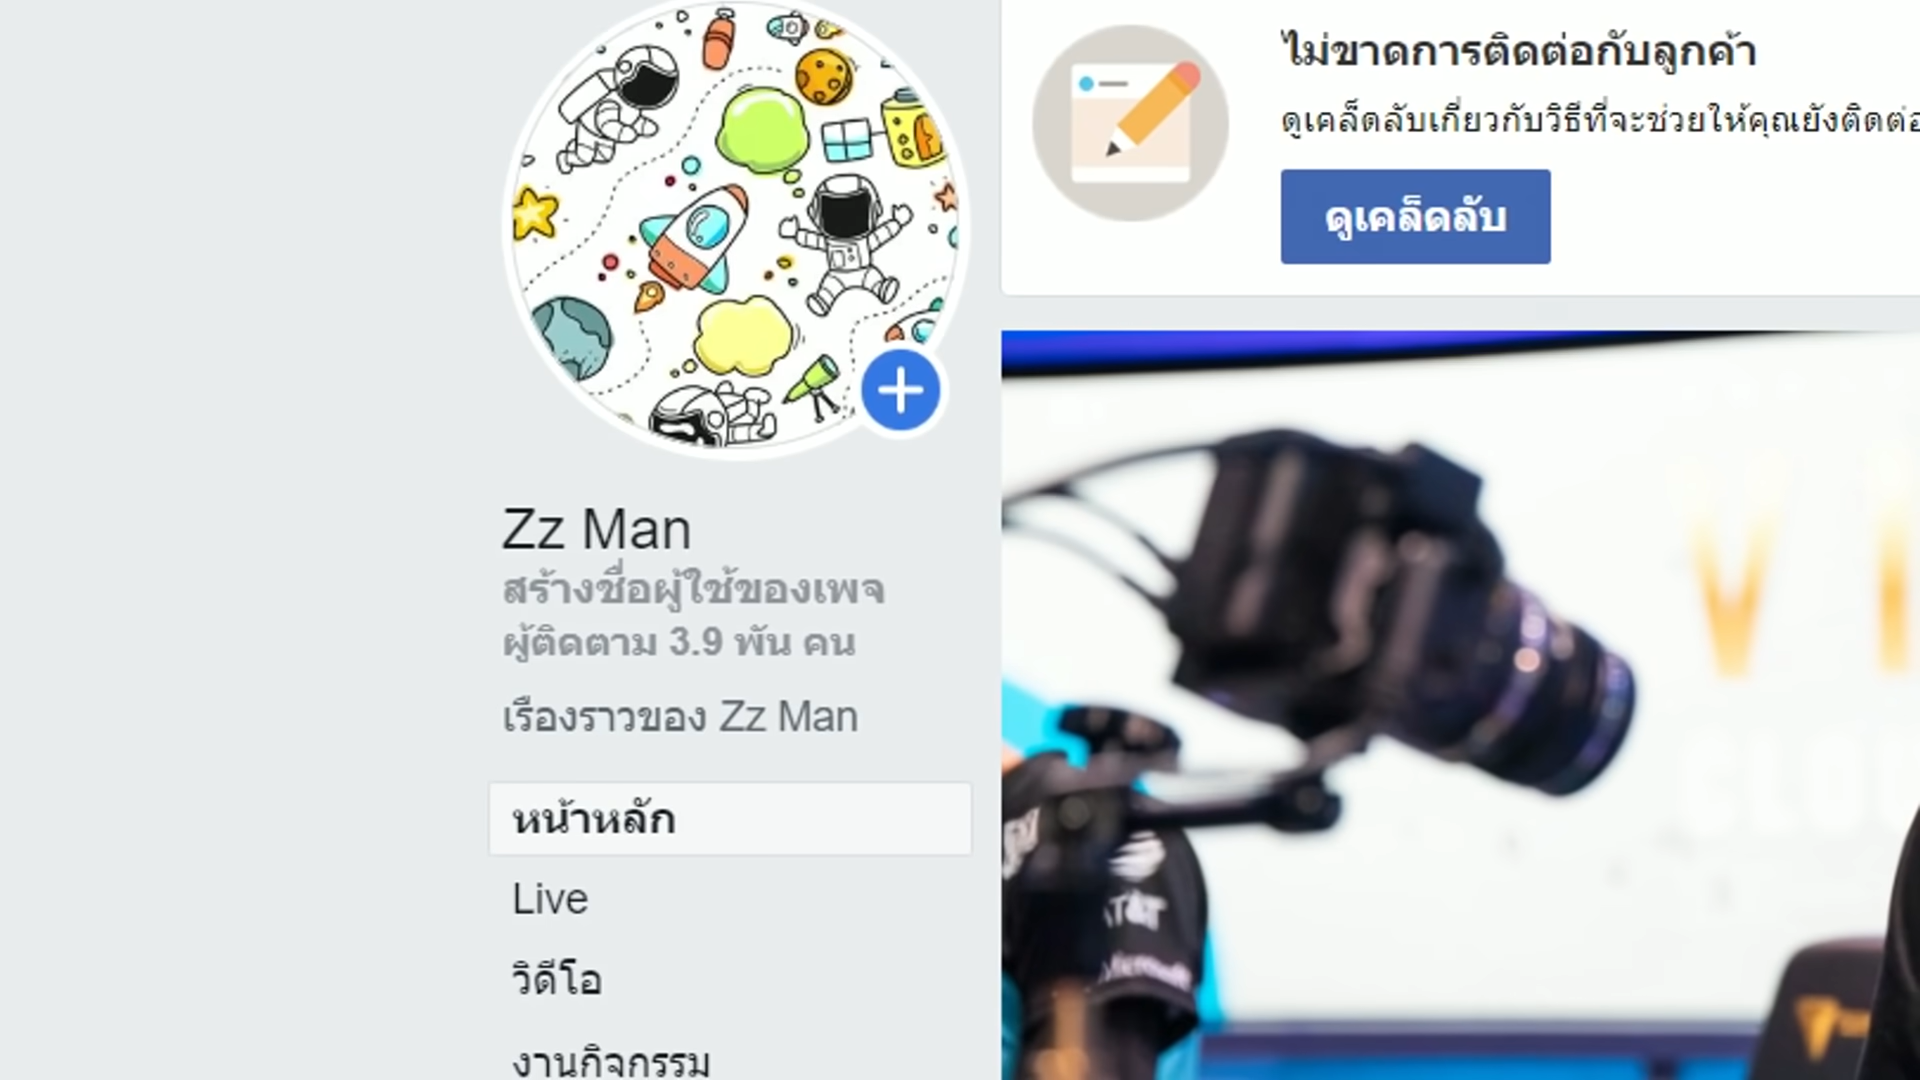 ไม่ขาดการติดต่อกับลูกค้า
ดูเคล็ดลับเกี่ยวกับวิธีที่จะช่วยให้คุณยังติดต่อ
ดูเคล็ดลับ
Zz Man
สร้างชื่อผู้ใช้ของเพจ
ผู้ติดตาม 3.9 พัน คน
เรื่องราวของ Zz Man
หน้าหลัก
Live
วิดีโอ
งานกิจกรรม
AT&T
Microsoft